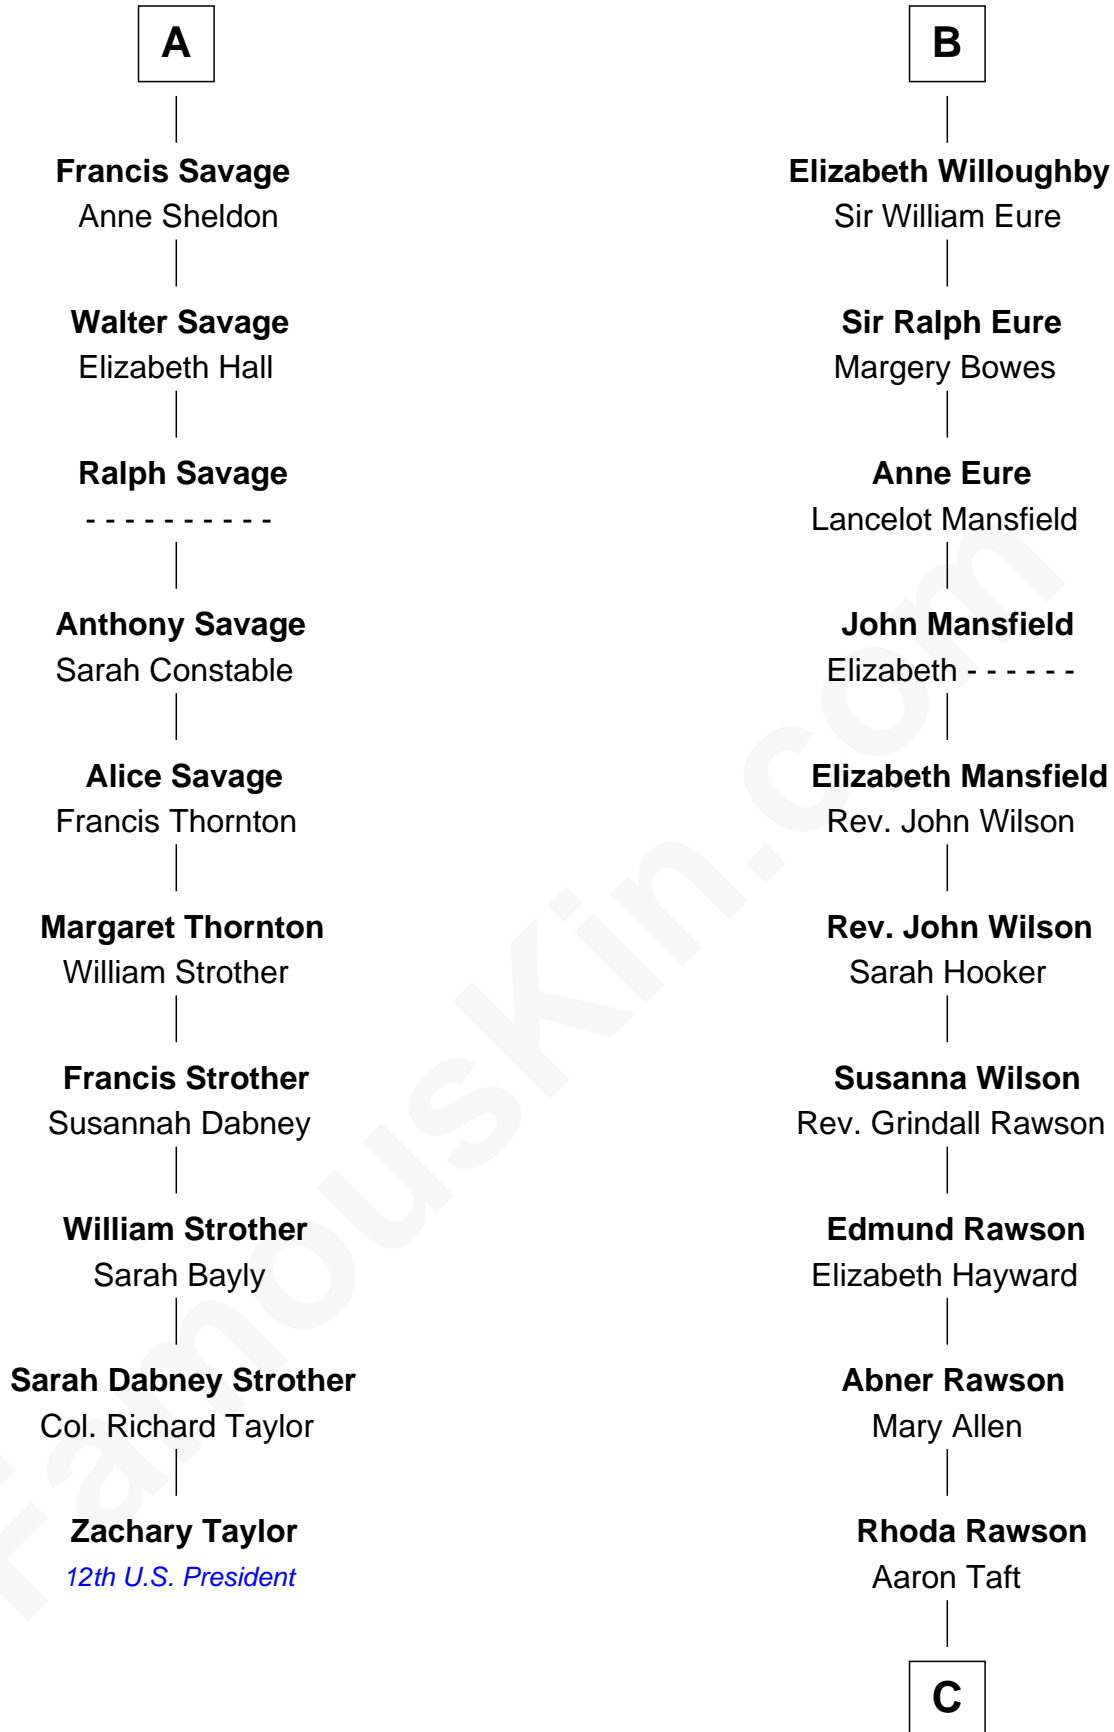 A
Francis Savage
Anne Sheldon
Walter Savage
Elizabeth Hall
Ralph Savage
- - - - - - - - - -
Anthony Savage
Sarah Constable
Alice Savage
Francis Thornton
Margaret Thornton
William Strother
Francis Strother
Susannah Dabney
William Strother
Sarah Bayly
Sarah Dabney Strother
Col. Richard Taylor
Zachary Taylor
12th U.S. President
B
Elizabeth Willoughby
Sir William Eure
Sir Ralph Eure
Margery Bowes
Anne Eure
Lancelot Mansfield
John Mansfield
Elizabeth - - - - - -
Elizabeth Mansfield
Rev. John Wilson
Rev. John Wilson
Sarah Hooker
Susanna Wilson
Rev. Grindall Rawson
Edmund Rawson
Elizabeth Hayward
Abner Rawson
Mary Allen
Rhoda Rawson
Aaron Taft
C
FamousKin.com